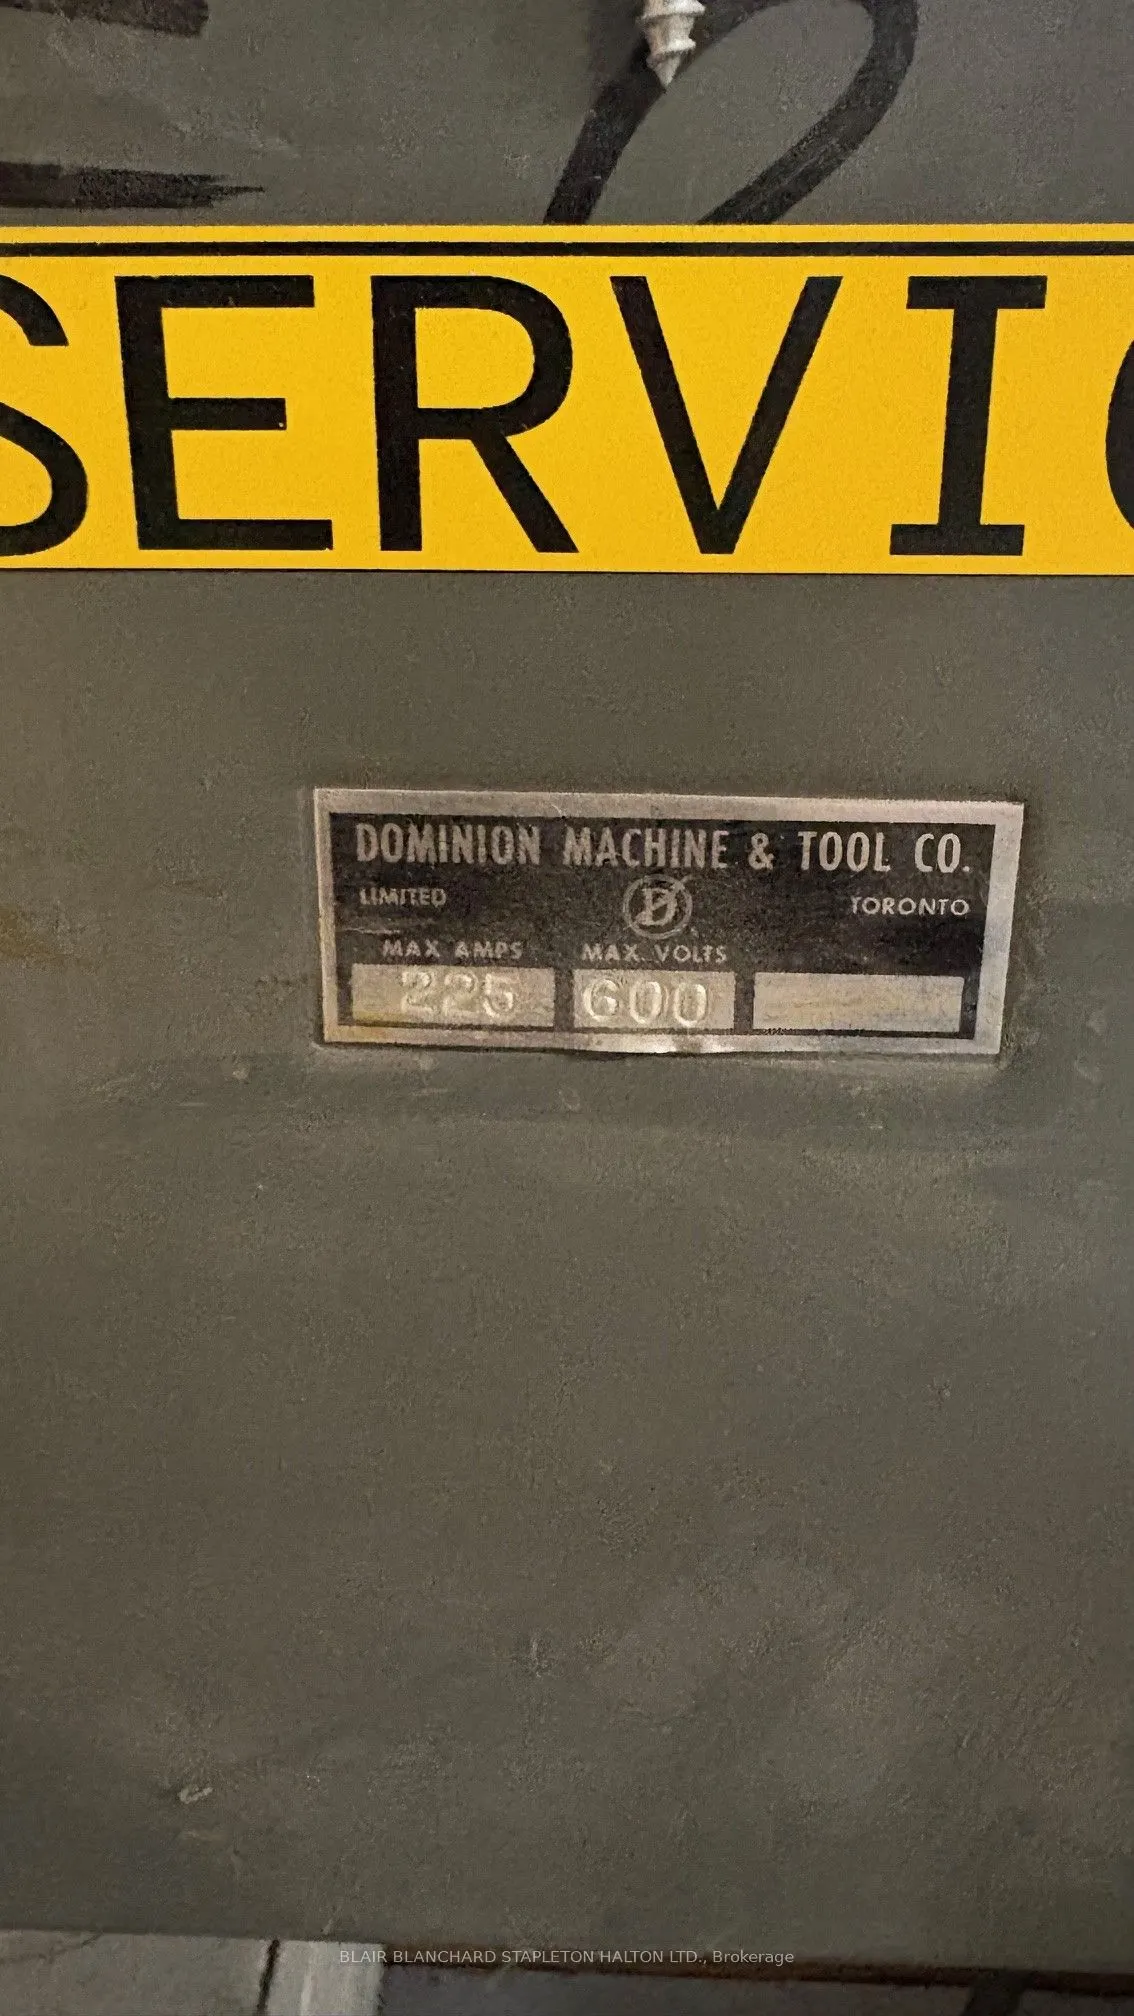 SERVIC
DOMINION MACHINE & TOOL CO.
LIMITED D TORONTO
MAX AMPS MAX. VOLTS
225 600
BLAIR BLANCHARD STAPLETON HALTON LTD., Brokerage